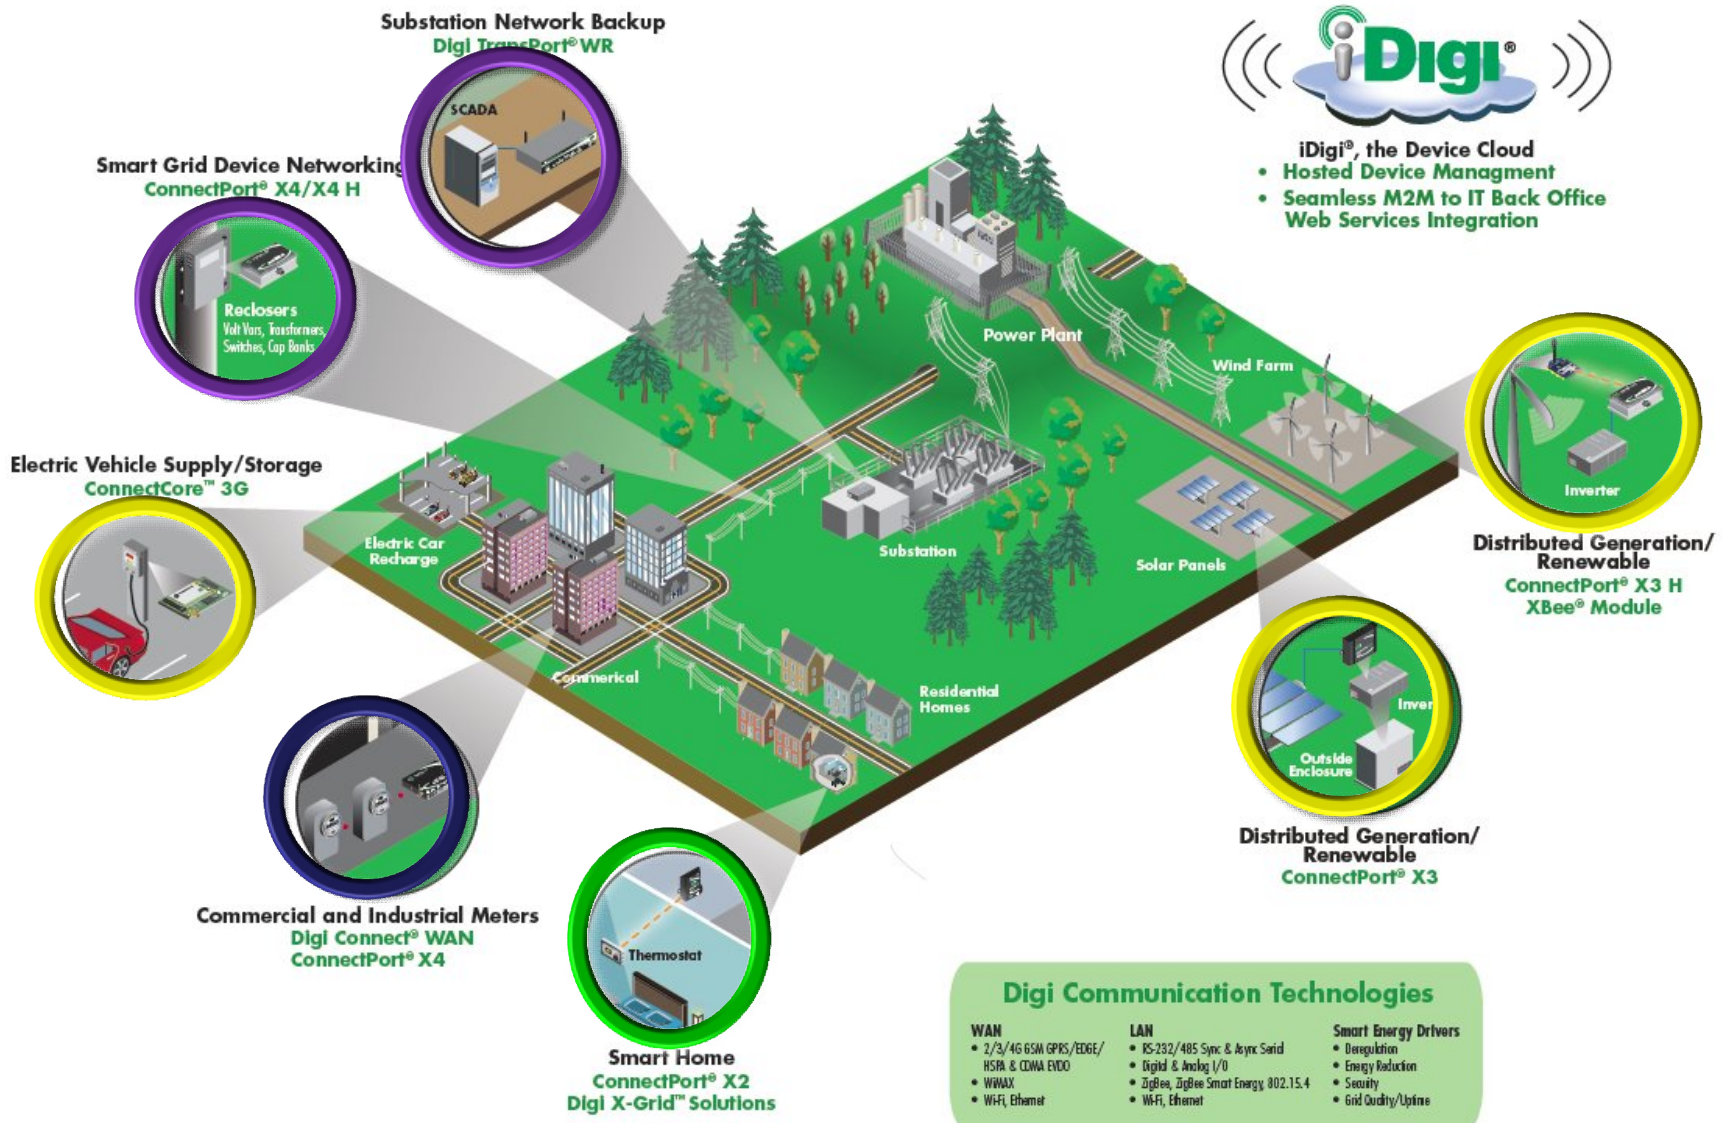 Substation Network Backup
Digi TransPort® WR
SCADA
iDigi®
iDigi®, the Device Cloud
• Hosted Device Managment
• Seamless M2M to IT Back Office
Web Services Integration
Smart Grid Device Networking
ConnectPort® X4/X4 H
Reclosers
Volt Vars, Transformers,
Switches, Cap Banks
Power Plant
Wind Farm
Inverter
Distributed Generation/
Renewable
ConnectPort® X3 H
XBee® Module
Electric Vehicle Supply/Storage
ConnectCore™ 3G
Electric Car
Recharge
Substation
Solar Panels
Commerical
Residential
Homes
Inver
Outside
Enclosure
Distributed Generation/
Renewable
ConnectPort® X3
Commercial and Industrial Meters
Digi Connect® WAN
ConnectPort® X4
Thermostat
Smart Home
ConnectPort® X2
Digi X-Grid™ Solutions
Digi Communication Technologies
WAN
• 2/3/4G GSM GPRS/EDGE/
HSPA & CDMA EVDO
• WiMAX
• Wi-Fi, Ethernet
LAN
• RS-232/485 Sync & Async Serial
• Digital & Analog I/O
• ZigBee, ZigBee Smart Energy, 802.15.4
• Wi-Fi, Ethernet
Smart Energy Drivers
• Deregulation
• Energy Reduction
• Security
• Grid Quality/Uptime